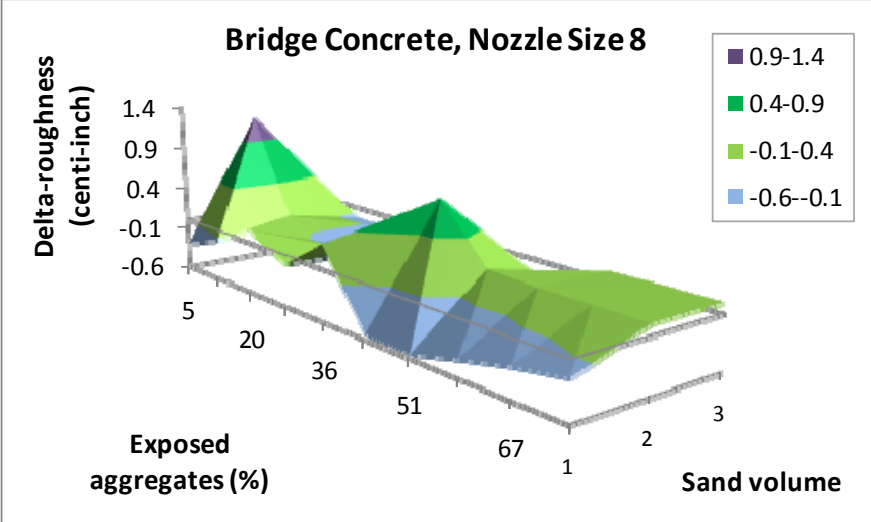 Bridge Concrete, Nozzle Size 8
0.9-1.4
0.4-0.9
-0.1-0.4
-0.6--0.1
Delta-roughness
(centi-inch)
1.4
0.9
0.4
-0.1
-0.6
5
20
36
51
67
1
2
3
Exposed
aggregates (%)
Sand volume